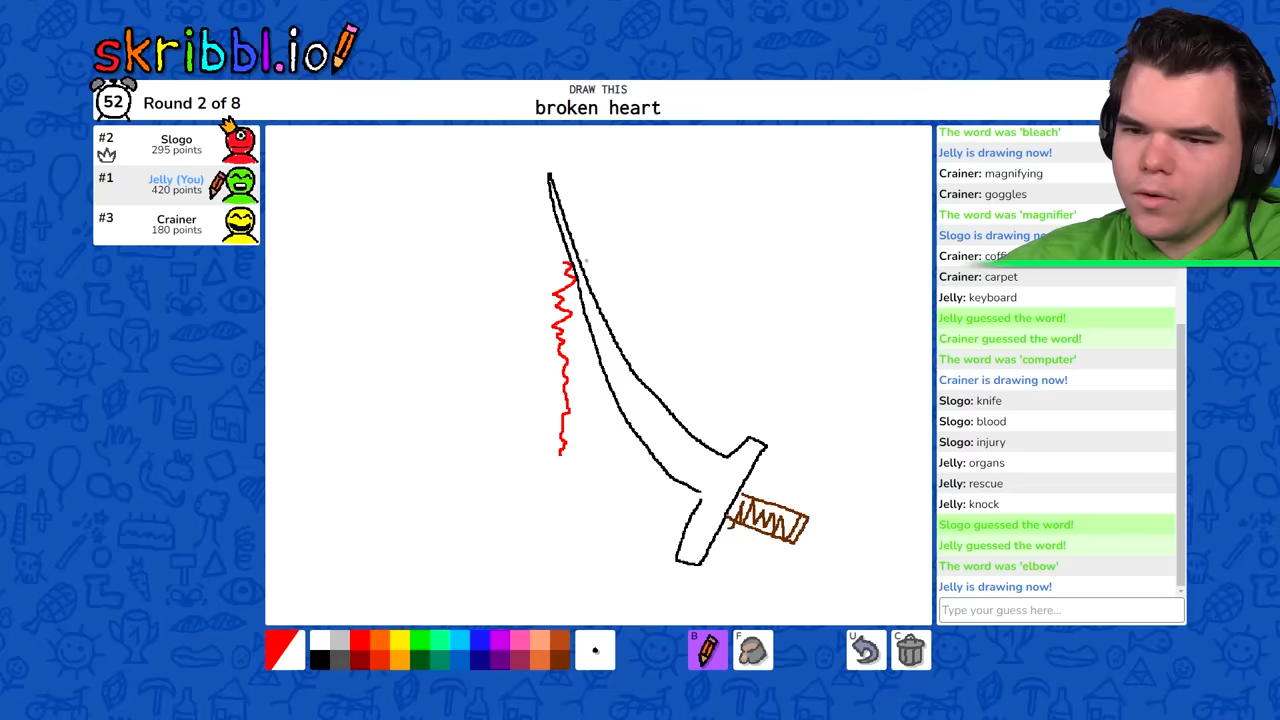 skribbl.io
52
Round 2 of 8
DRAW THIS
broken heart
#2
Slogo
295 points
#1
Jelly (You)
420 points
#3
Crainer
180 points
The word was 'bleach'
Jelly is drawing now!
Crainer: magnifying
Crainer: goggles
The word was 'magnifier'
Slogo is drawing
Crainer:
Crainer: carpet
Jelly: keyboard
Jelly guessed the word!
Crainer guessed the word!
The word was 'computer'
Crainer is drawing now!
Slogo: knife
Slogo: blood
Slogo: injury
Jelly: organs
Jelly: rescue
Jelly: knock
Slogo guessed the word!
Jelly guessed the word!
The word was 'elbow'
Jelly is drawing now!
Type your guess here...
B
F
U
C